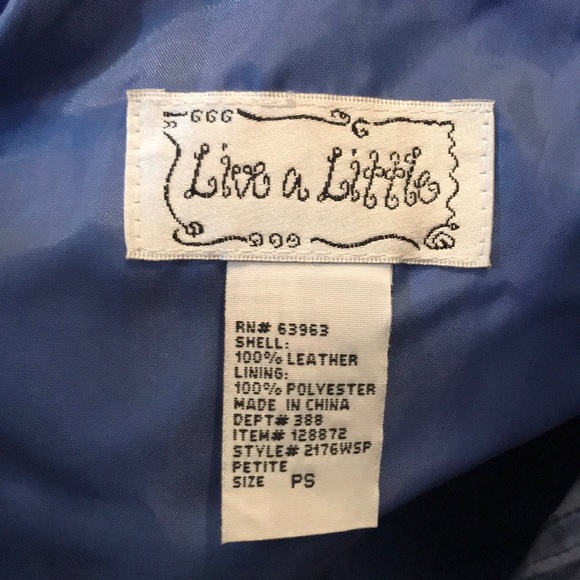 Live a Little
RN# 63963
SHELL:
100% LEATHER
LINING:
100% POLYESTER
MADE IN CHINA
DEPT# 388
ITEM# 128872
STYLE# 2176WSP
PETITE
SIZE PS